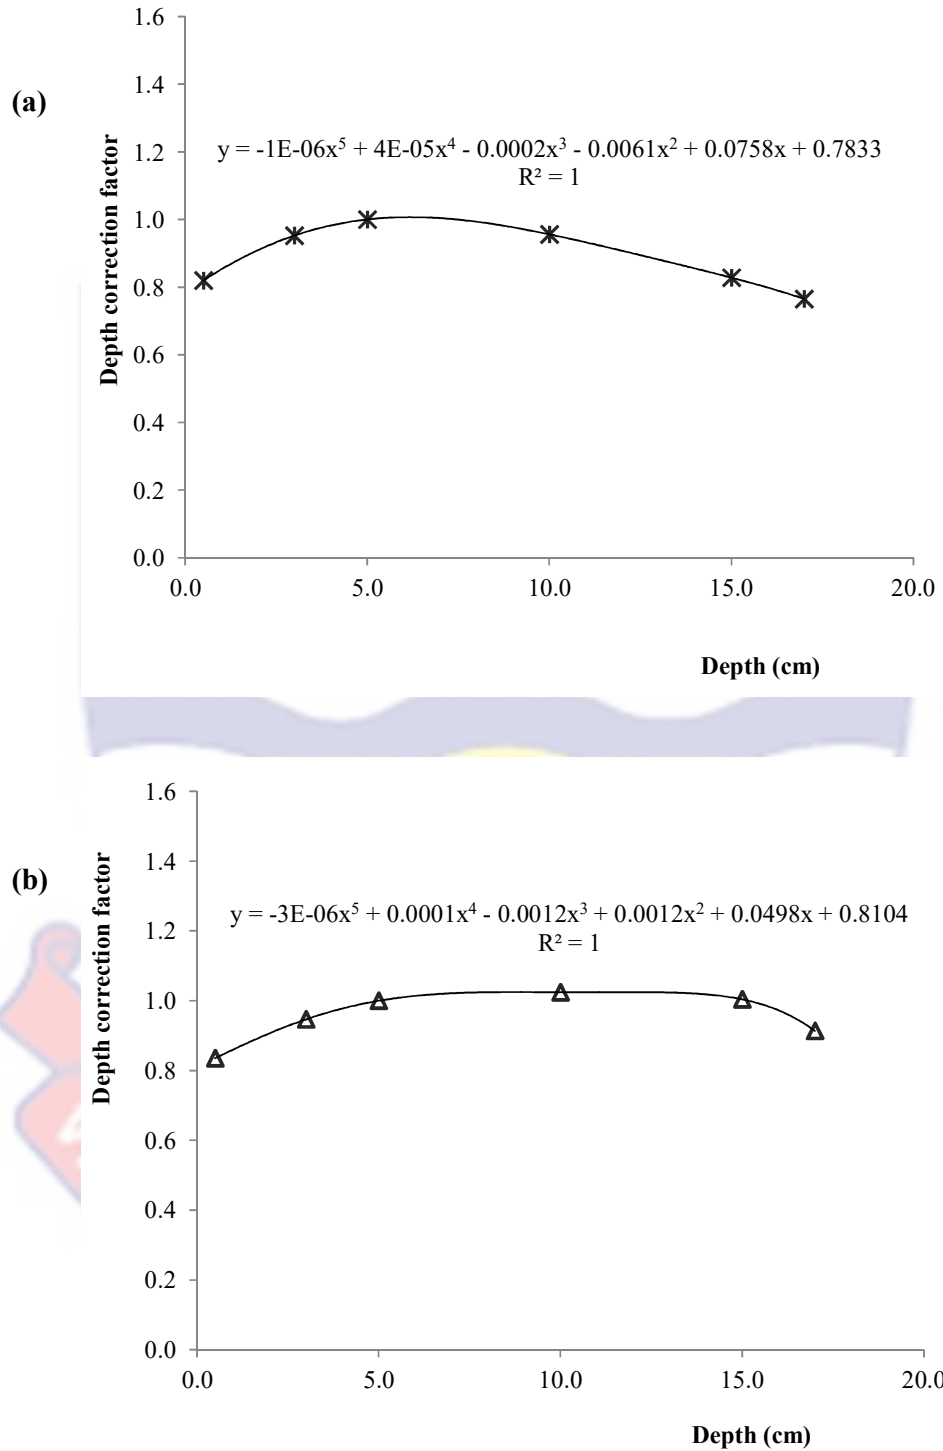 (a)
Depth correction factor
1.6
1.4
1.2
1.0
0.8
0.6
0.4
0.2
0.0
y = -1E-06x⁵ + 4E-05x⁴ - 0.0002x³ - 0.0061x² + 0.0758x + 0.7833
R² = 1
0.0 5.0 10.0 15.0 20.0
Depth (cm)
(b)
Depth correction factor
1.6
1.4
1.2
1.0
0.8
0.6
0.4
0.2
0.0
y = -3E-06x⁵ + 0.0001x⁴ - 0.0012x³ + 0.0012x² + 0.0498x + 0.8104
R² = 1
0.0 5.0 10.0 15.0 20.0
Depth (cm)